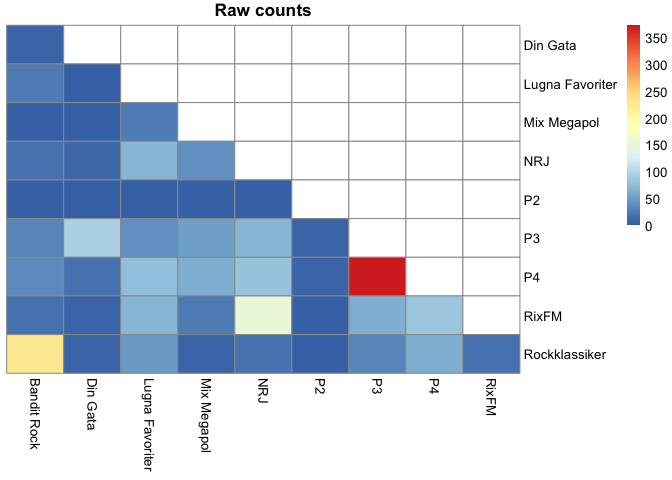 Raw counts
Din Gata
Lugna Favoriter
Mix Megapol
NRJ
P2
P3
P4
RixFM
Rockklassiker
Bandit Rock
Din Gata
Lugna Favoriter
Mix Megapol
NRJ
P2
P3
P4
RixFM
350
300
250
200
150
100
50
0